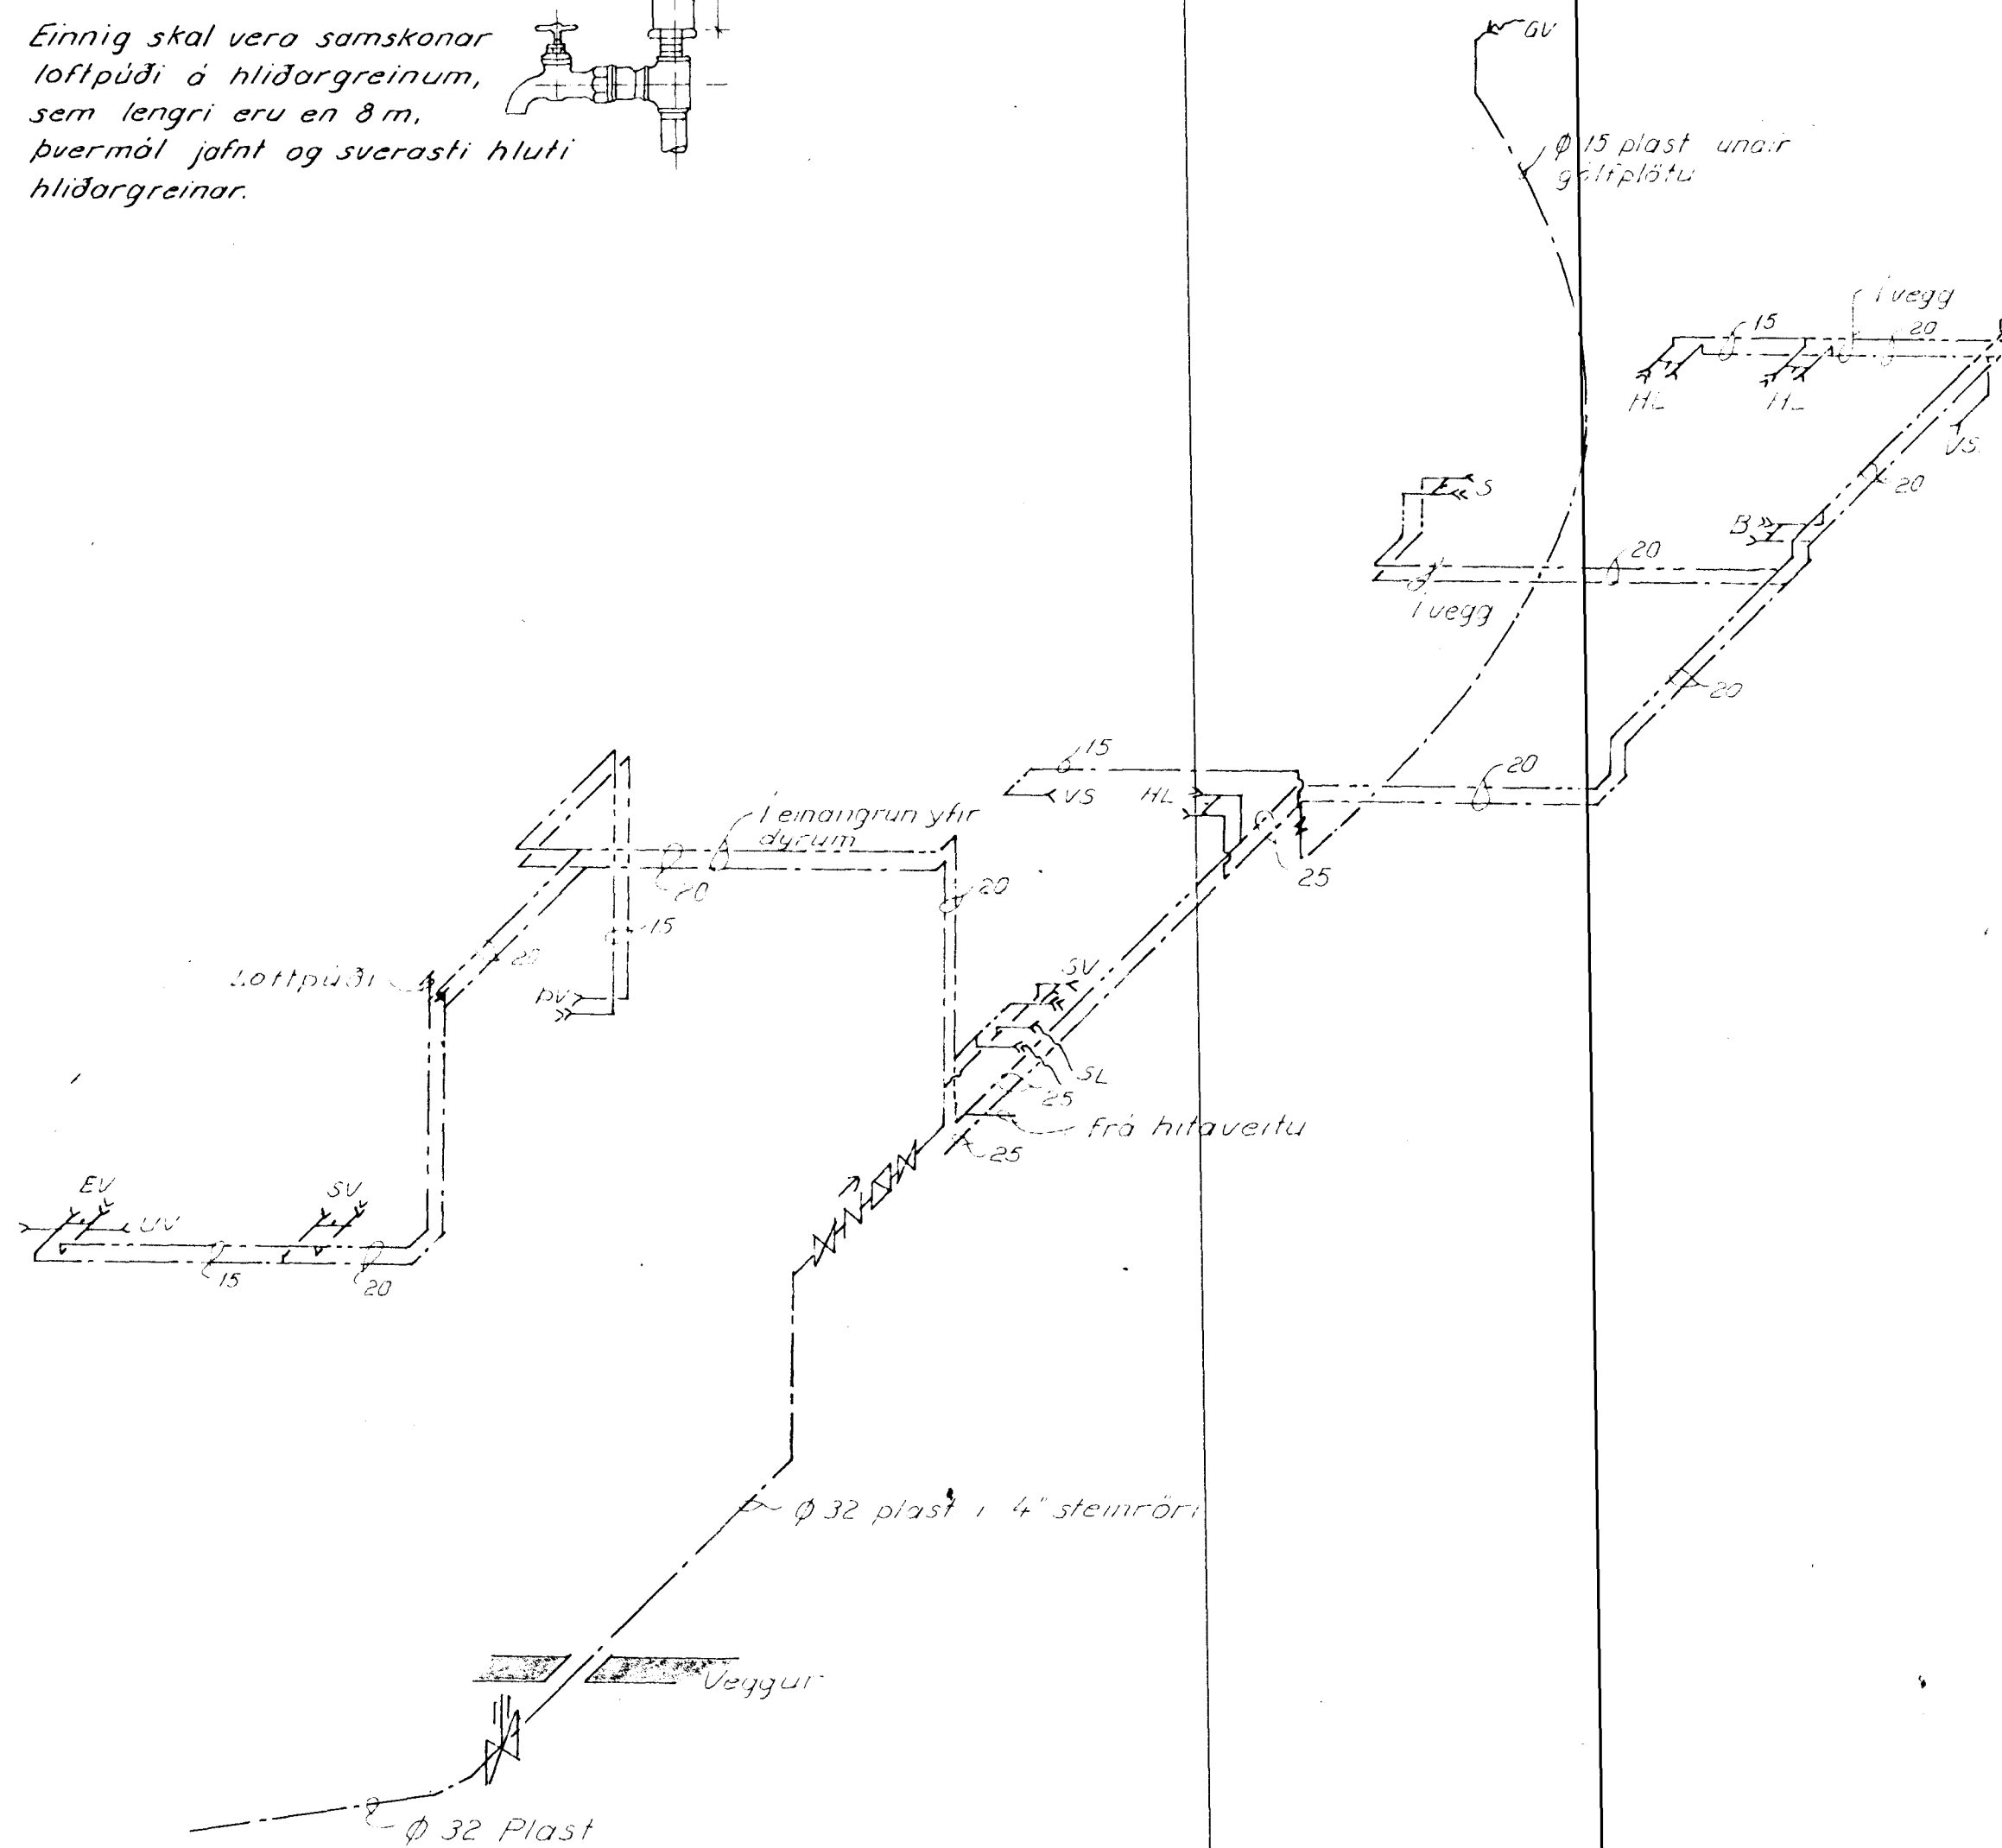 Einnig skal vera samskonar
loftpúði á hliðargreinum,
sem lengri eru en 8 m,
þvermál jafnt og sverasti hluti
hliðargreinar.
GV
Φ 15 plast undir
gólfplötu
Í vegg
15
20
HL
HL
VS.
20
S
B
20
Í vegg
20
15
VS
HL
20
25
Í einangrun yfir
dyrum
20
20
15
20
Loftpúði
ÞV
SV
SL
25
Frá hitaveitu
25
EV
SV
UV
15
20
Φ 32 plast í 4" steinröri
Veggur
Φ 32 Plast